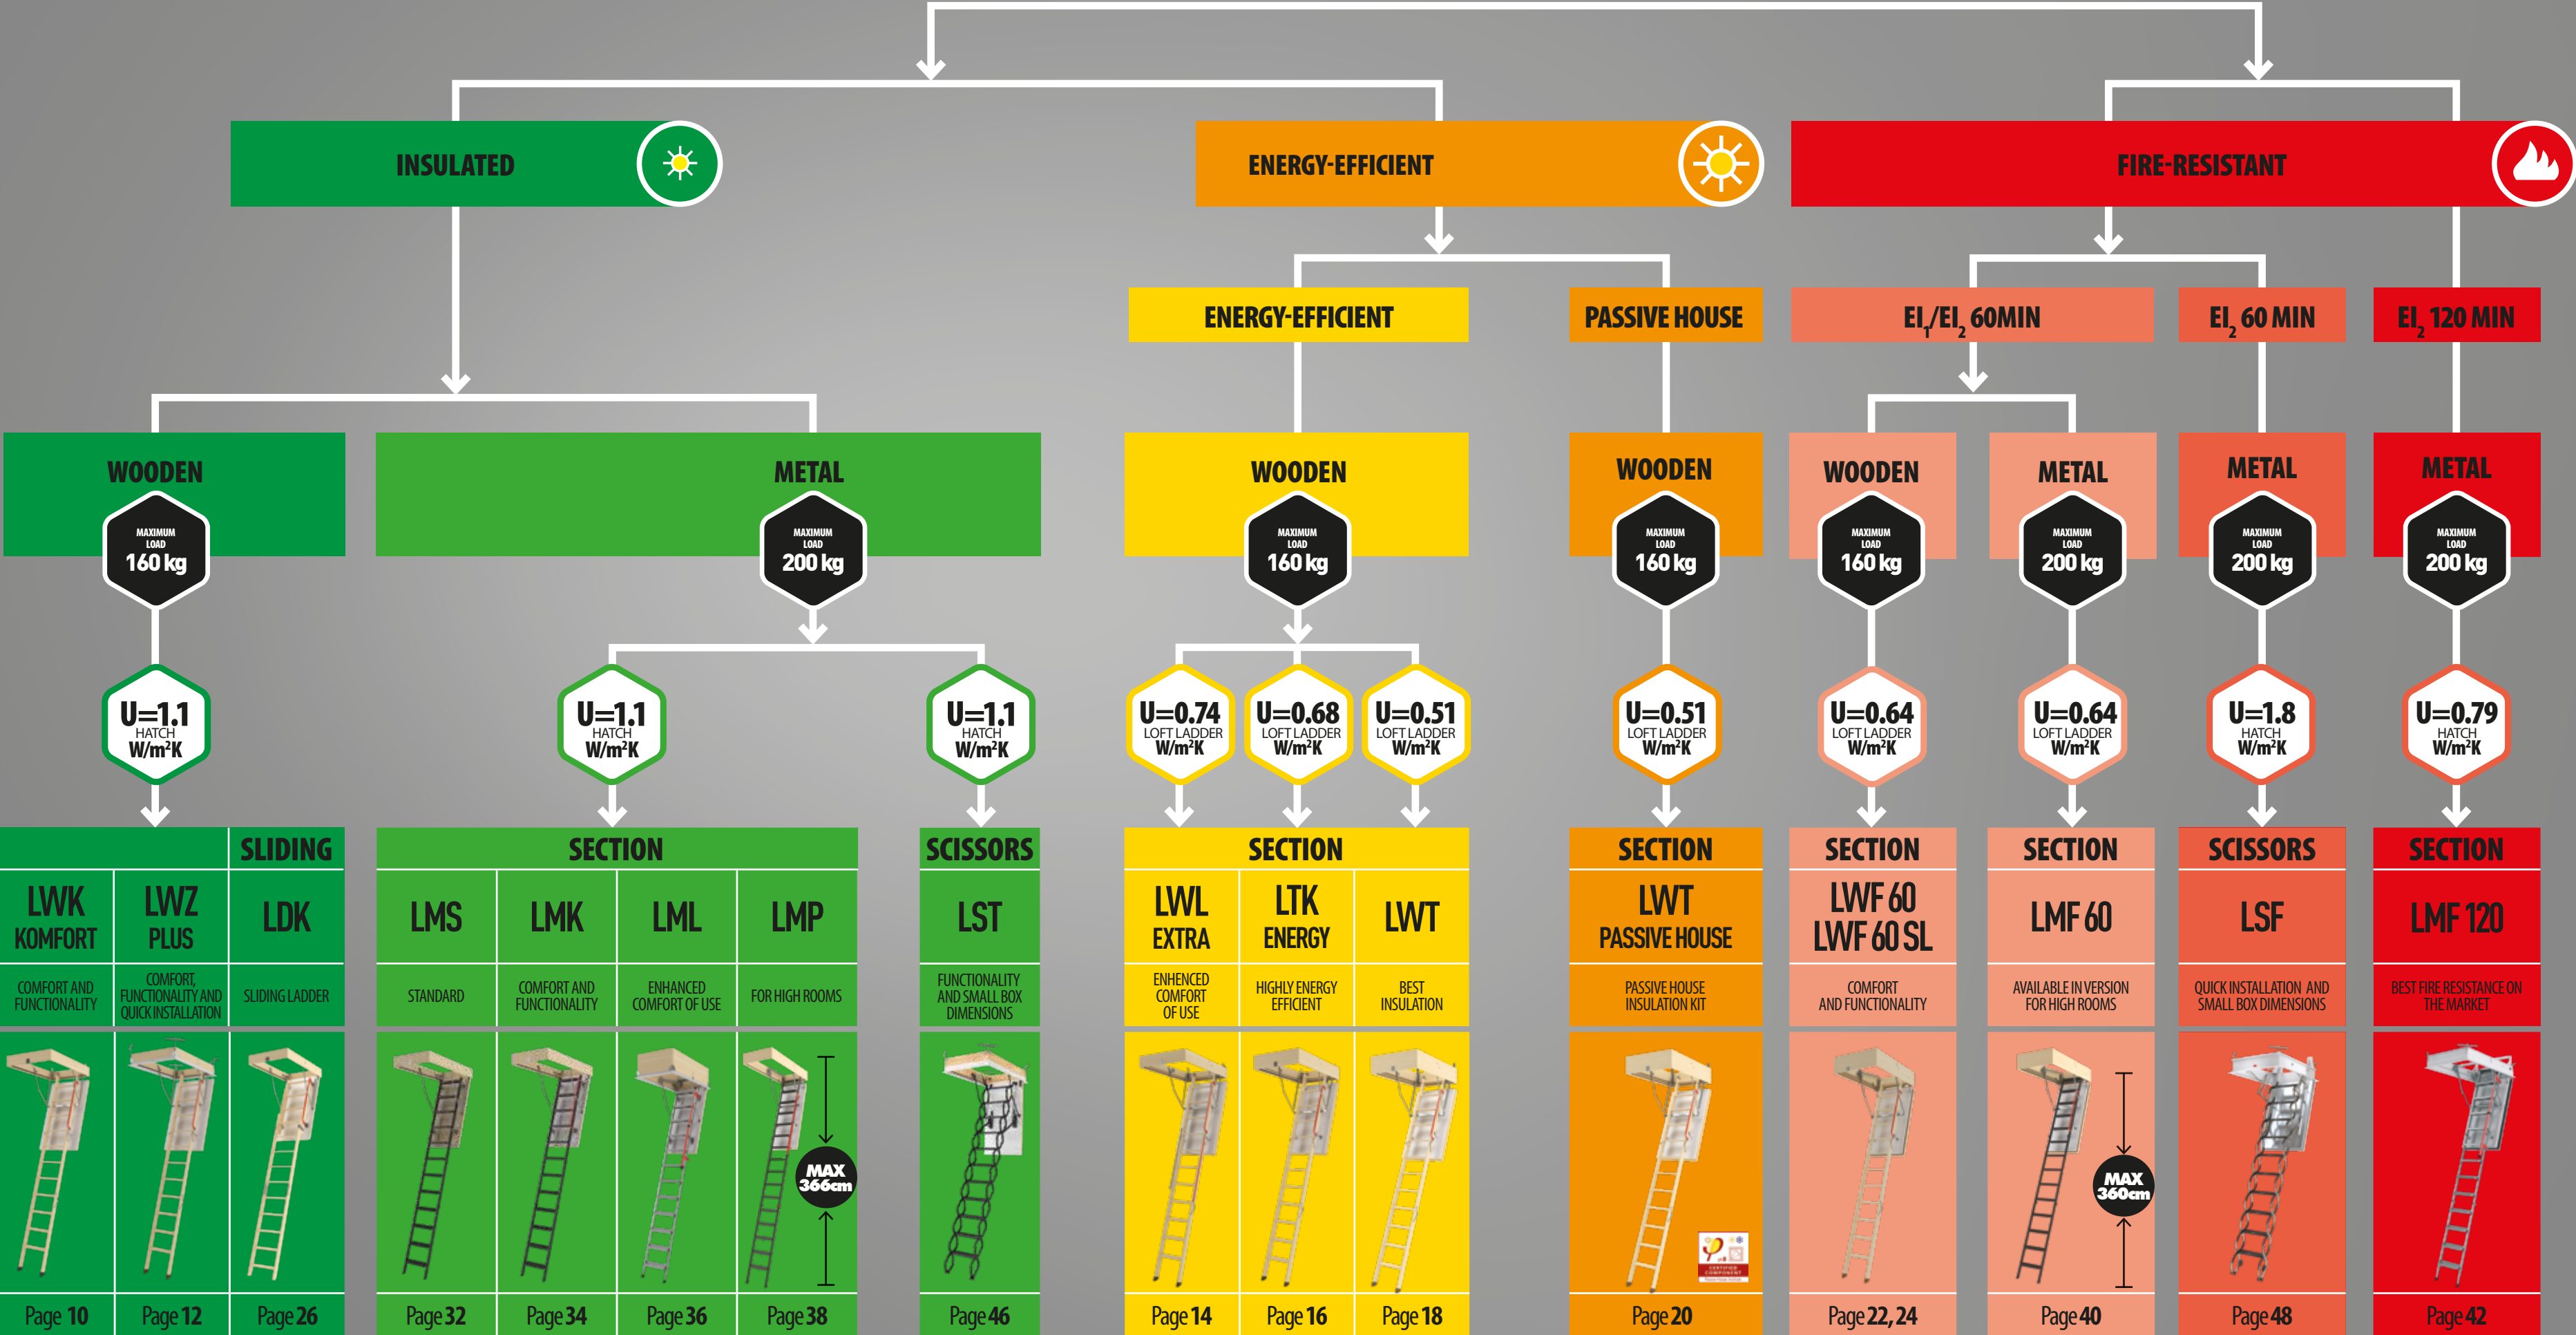 INSULATED
ENERGY-EFFICIENT
FIRE-RESISTANT
ENERGY-EFFICIENT
PASSIVE HOUSE
EI₁/EI₂ 60MIN
EI₂ 60 MIN
EI₂ 120 MIN
WOODEN
MAXIMUM
LOAD
160 kg
METAL
MAXIMUM
LOAD
200 kg
WOODEN
MAXIMUM
LOAD
160 kg
WOODEN
MAXIMUM
LOAD
160 kg
WOODEN
MAXIMUM
LOAD
160 kg
METAL
MAXIMUM
LOAD
200 kg
METAL
MAXIMUM
LOAD
200 kg
METAL
MAXIMUM
LOAD
200 kg
U=1.1
HATCH
W/m²K
U=1.1
HATCH
W/m²K
U=1.1
HATCH
W/m²K
U=0.74
LOFT LADDER
W/m²K
U=0.68
LOFT LADDER
W/m²K
U=0.51
LOFT LADDER
W/m²K
U=0.51
LOFT LADDER
W/m²K
U=0.64
LOFT LADDER
W/m²K
U=0.64
LOFT LADDER
W/m²K
U=1.8
HATCH
W/m²K
U=0.79
HATCH
W/m²K
SLIDING
SECTION
SCISSORS
SECTION
SECTION
SECTION
SECTION
SCISSORS
SECTION
LWK
KOMFORT
LWZ
PLUS
LDK
LMS
LMK
LML
LMP
LST
LWL
EXTRA
LTK
ENERGY
LWT
LWT
PASSIVE HOUSE
LWF 60
LWF 60 SL
LMF 60
LSF
LMF 120
COMFORT AND
FUNCTIONALITY
COMFORT,
FUNCTIONALITY AND
QUICK INSTALLATION
SLIDING LADDER
STANDARD
COMFORT AND
FUNCTIONALITY
ENHANCED
COMFORT OF USE
FOR HIGH ROOMS
FUNCTIONALITY
AND SMALL BOX
DIMENSIONS
ENHENCED
COMFORT
OF USE
HIGHLY ENERGY
EFFICIENT
BEST
INSULATION
PASSIVE HOUSE
INSULATION KIT
COMFORT
AND FUNCTIONALITY
AVAILABLE IN VERSION
FOR HIGH ROOMS
QUICK INSTALLATION AND
SMALL BOX DIMENSIONS
BEST FIRE RESISTANCE ON
THE MARKET
MAX
366cm
MAX
360cm
CERTIFIED
COMPONENT
Page 10
Page 12
Page 26
Page 32
Page 34
Page 36
Page 38
Page 46
Page 14
Page 16
Page 18
Page 20
Page 22, 24
Page 40
Page 48
Page 42